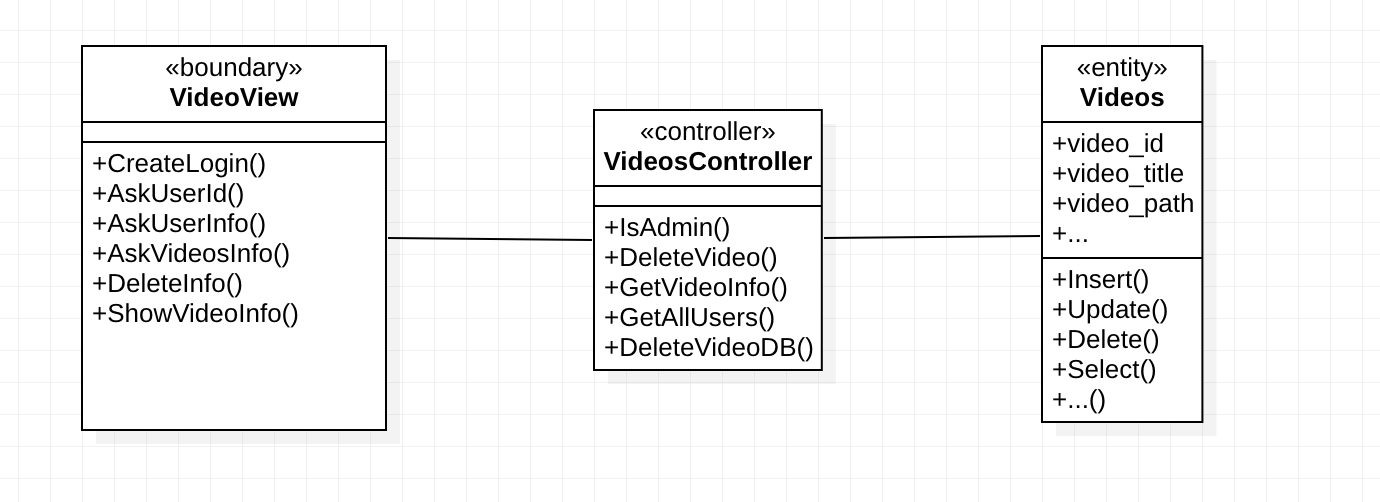 «boundary»
VideoView
+CreateLogin()
+AskUserId()
+AskUserInfo()
+AskVideosInfo()
+DeleteInfo()
+ShowVideoInfo()
«controller»
VideosController
+IsAdmin()
+DeleteVideo()
+GetVideoInfo()
+GetAllUsers()
+DeleteVideoDB()
«entity»
Videos
+video_id
+video_title
+video_path
+...
+Insert()
+Update()
+Delete()
+Select()
+...()